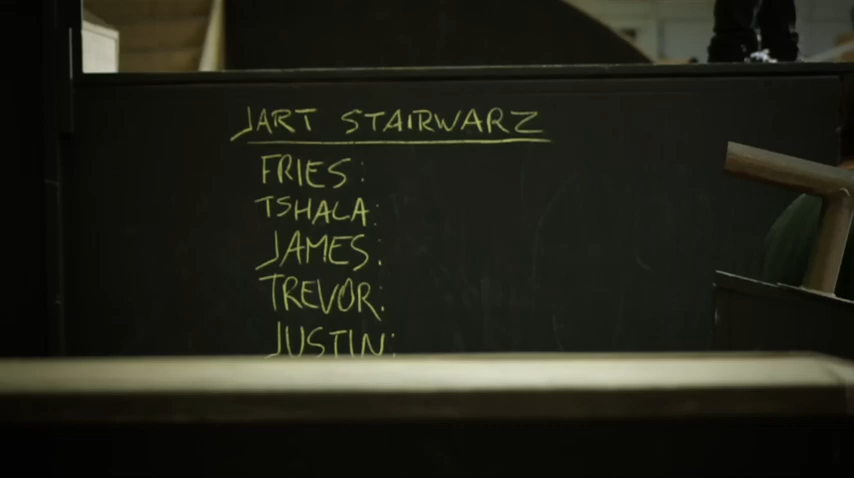 JART STAIRWARZ
FRIES:
TSHALA:
JAMES:
TREVOR:
JUSTIN: